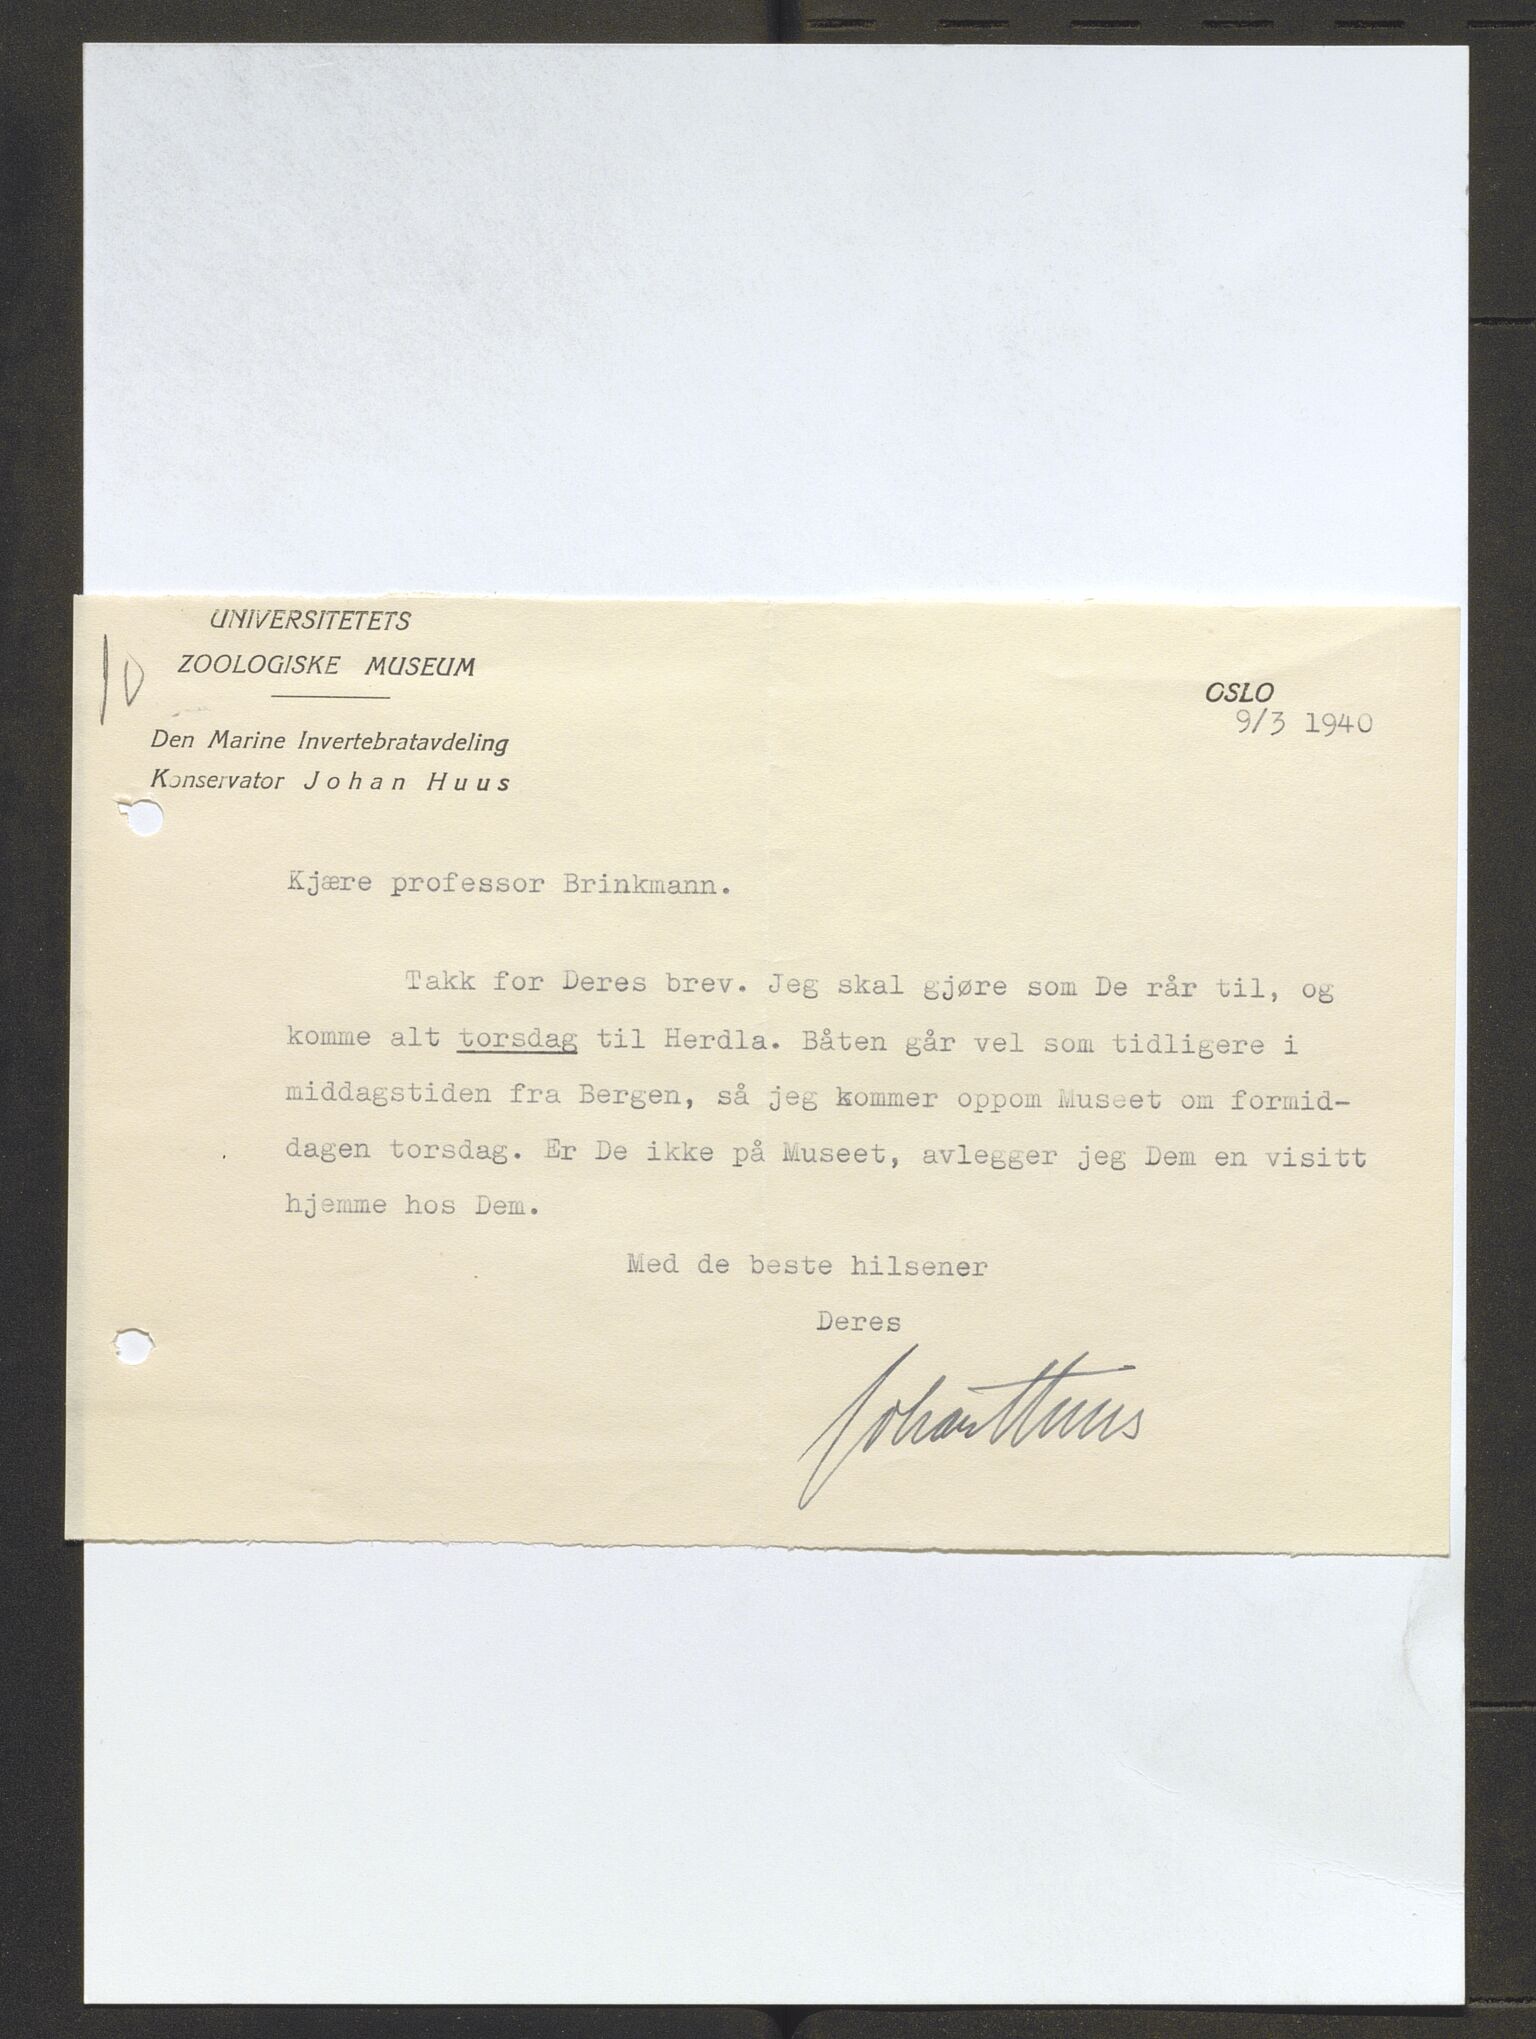 UNIVERSITETETS
ZOOLOGISKE MUSEUM
10
OSLO
9/3 1940
Den Marine Invertebratavdeling
Konservator Johan Huus
Kjære professor Brinkmann.
Takk for Deres brev. Jeg skal gjøre som De rår til, og
komme alt torsdag til Herdla. Båten går vel som tidligere i
middagstiden fra Bergen, så jeg kommer oppom Museet om formid-
dagen torsdag. Er De ikke på Museet, avlegger jeg Dem en visitt
hjemme hos Dem.
Med de beste hilsener
Deres
Johan Huus